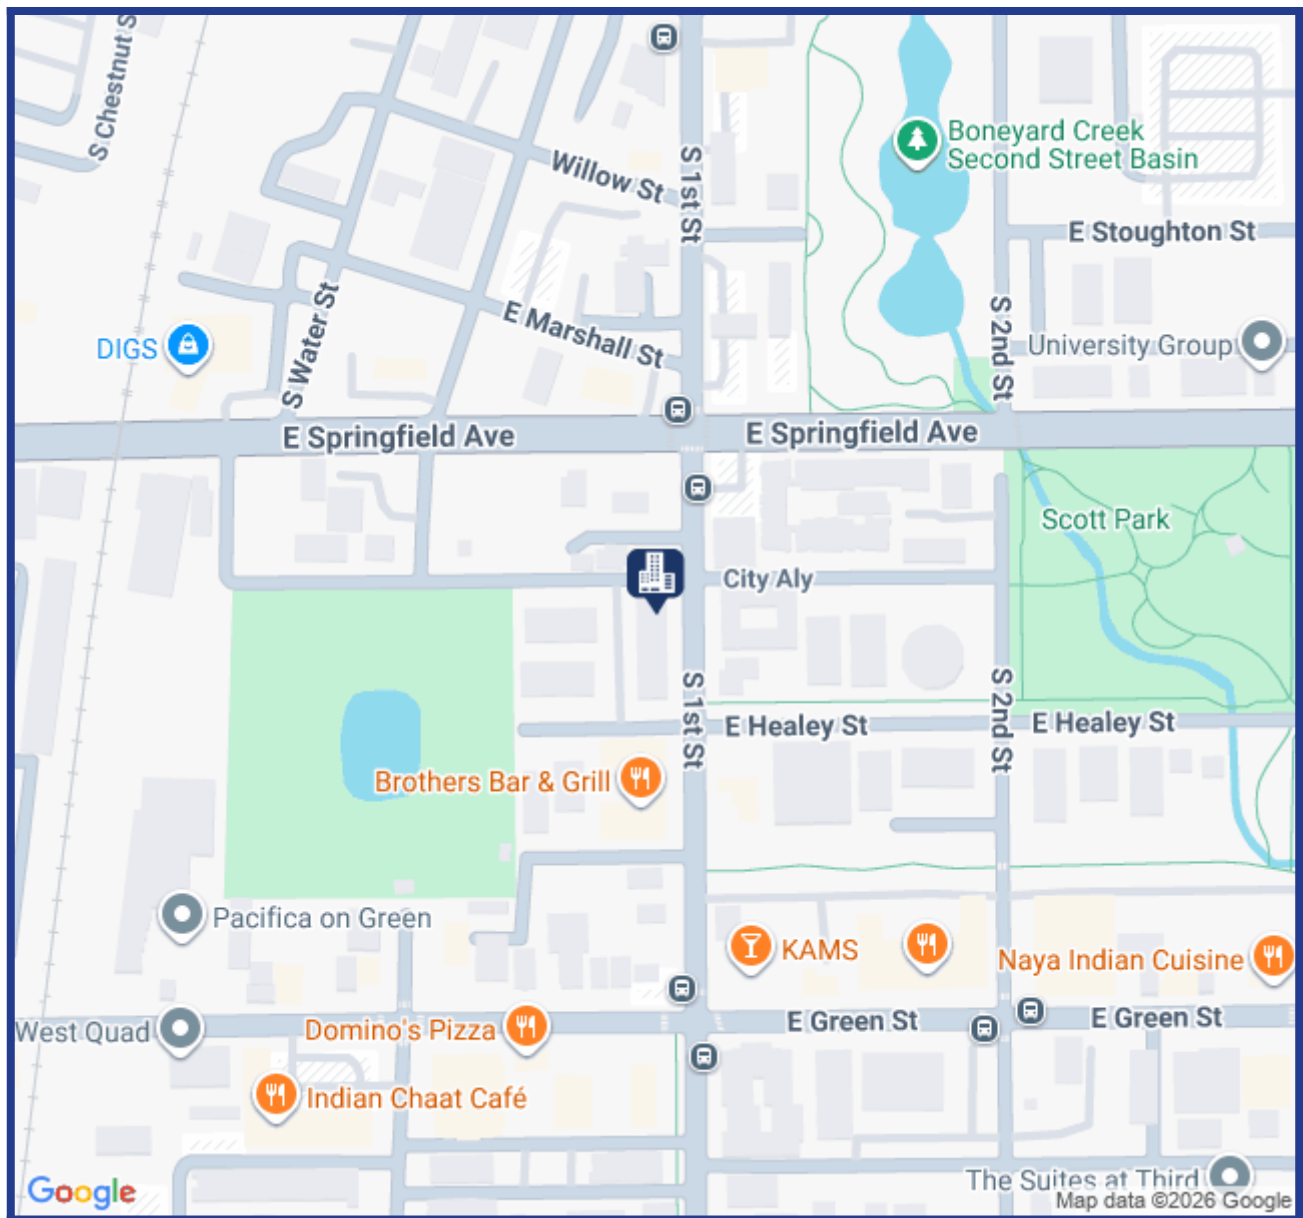 S Chestnut S
Boneyard Creek
Second Street Basin
Willow St
S 1st St
E Stoughton St
S Water St
E Marshall St
S 2nd St
DIGS
University Group
E Springfield Ave
E Springfield Ave
Scott Park
City Aly
S 1st St
S 2nd St
E Healey St
E Healey St
Brothers Bar & Grill
Pacifica on Green
KAMS
Naya Indian Cuisine
West Quad
Domino's Pizza
E Green St
E Green St
Indian Chaat Café
The Suites at Third
Google
Map data ©2026 Google